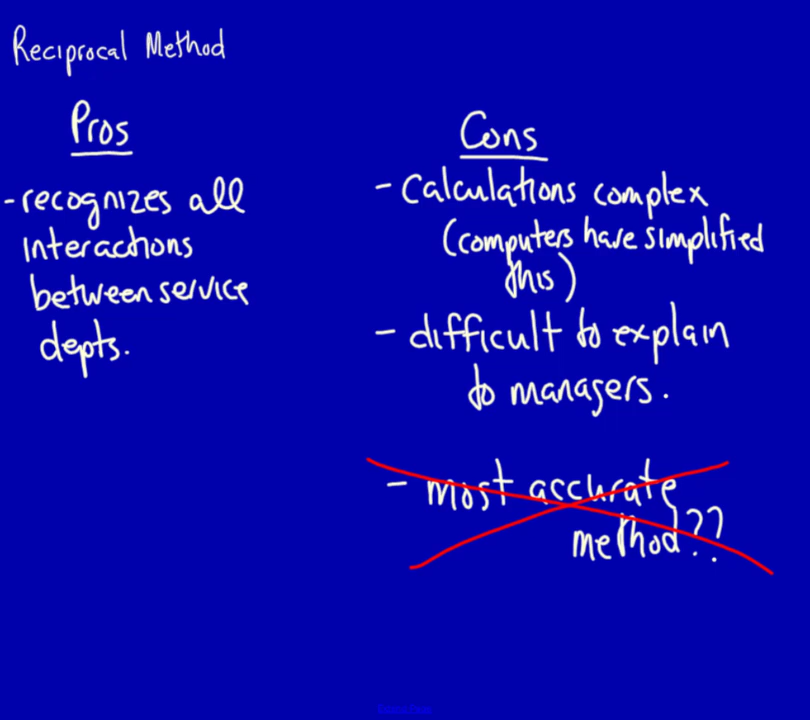 Reciprocal Method
Pros
- recognizes all
interactions
between service
depts.
Cons
- Calculations complex
(computers have simplified
this)
- difficult to explain
to managers.
- most accurate
method??